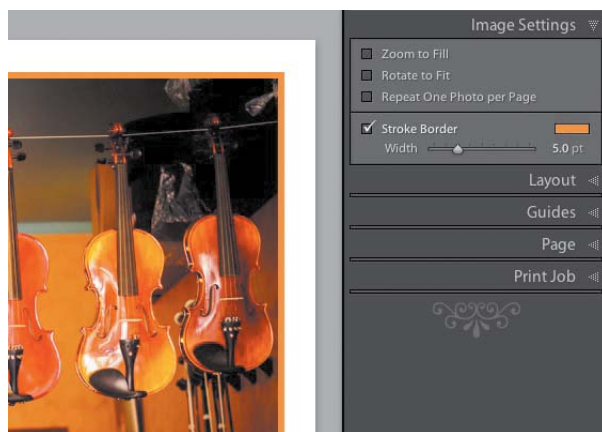 Image Settings
Zoom to Fill
Rotate to Fit
Repeat One Photo per Page
Stroke Border
Width 5.0 pt
Layout
Guides
Page
Print Job